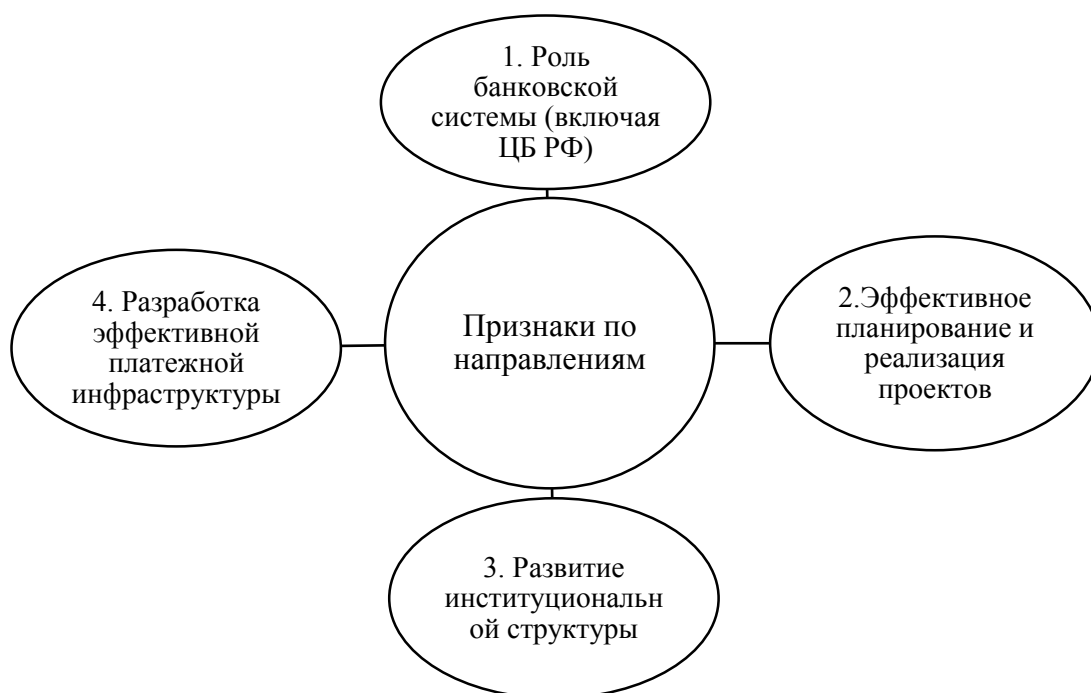 1. Роль
банковской
системы (включая
ЦБ РФ)
4. Разработка
эффективной
платежной
инфраструктуры
Признаки по
направлениям
2.Эффективное
планирование и
реализация
проектов
3. Развитие
институциональн
ой структуры